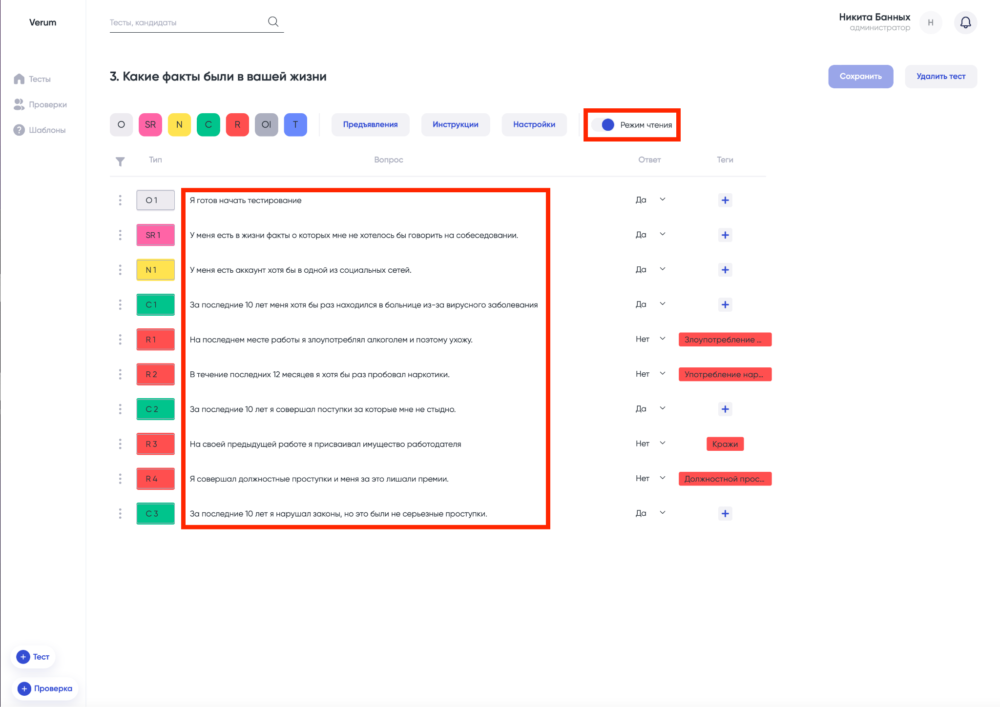 Verum
Тесты, кандидаты
Никита Банных
администратор
Н
Тесты
Проверки
Шаблоны
3. Какие факты были в вашей жизни
Сохранить
Удалить тест
O SR N C R OI T
Предъявления
Инструкции
Настройки
Режим чтения
Тип Вопрос Ответ Теги
O 1 Я готов начать тестирование Да
SR 1 У меня есть в жизни факты о которых мне не хотелось бы говорить на собеседовании. Да
N 1 У меня есть аккаунт хотя бы в одной из социальных сетей. Да
C 1 За последние 10 лет меня хотя бы раз находился в больнице из-за вирусного заболевания Да
R 1 На последнем месте работы я злоупотреблял алкоголем и поэтому ухожу. Нет Злоупотребление ...
R 2 В течение последних 12 месяцев я хотя бы раз пробовал наркотики. Нет Употребление нар...
C 2 За последние 10 лет я совершал поступки за которые мне не стыдно. Да
R 3 На своей предыдущей работе я присваивал имущество работодателя Нет Кражи
R 4 Я совершал должностные проступки и меня за это лишали премии. Нет Должностной прос...
C 3 За последние 10 лет я нарушал законы, но это были не серьезные проступки. Да
Тест
Проверка